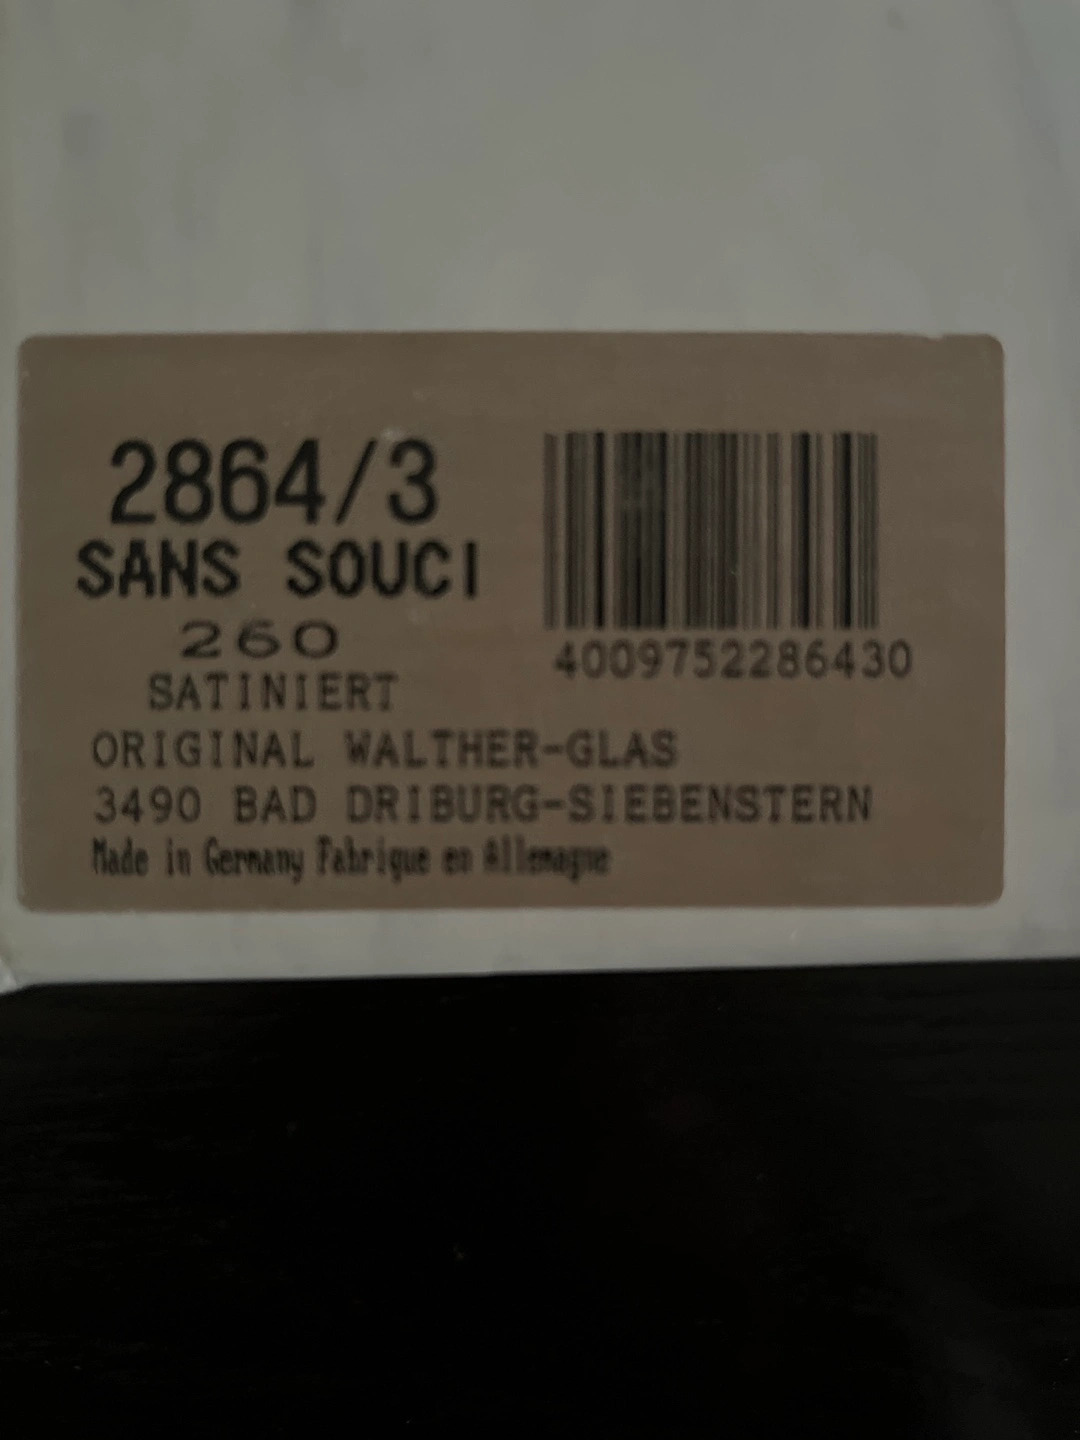 2864/3
SANS SOUCI
260
SATINIERT
4009752286430
ORIGINAL WALTHER-GLAS
3490 BAD DRIBURG-SIEBENSTERN
Made in Germany Fabrique en Allemagne